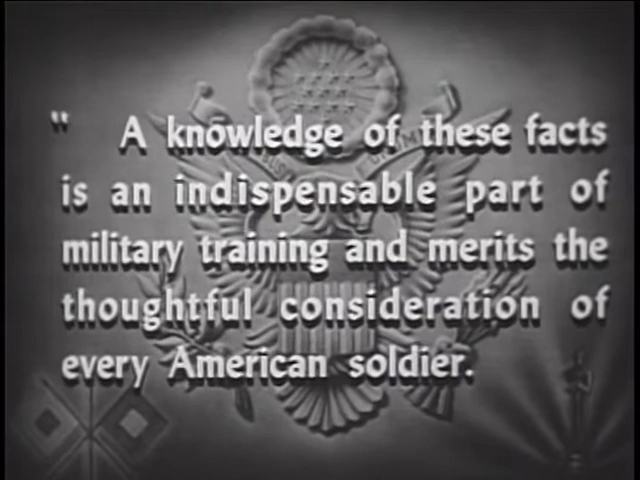 " A knowledge of these facts
is an indispensable part of
military training and merits the
thoughtful consideration of
every American soldier.